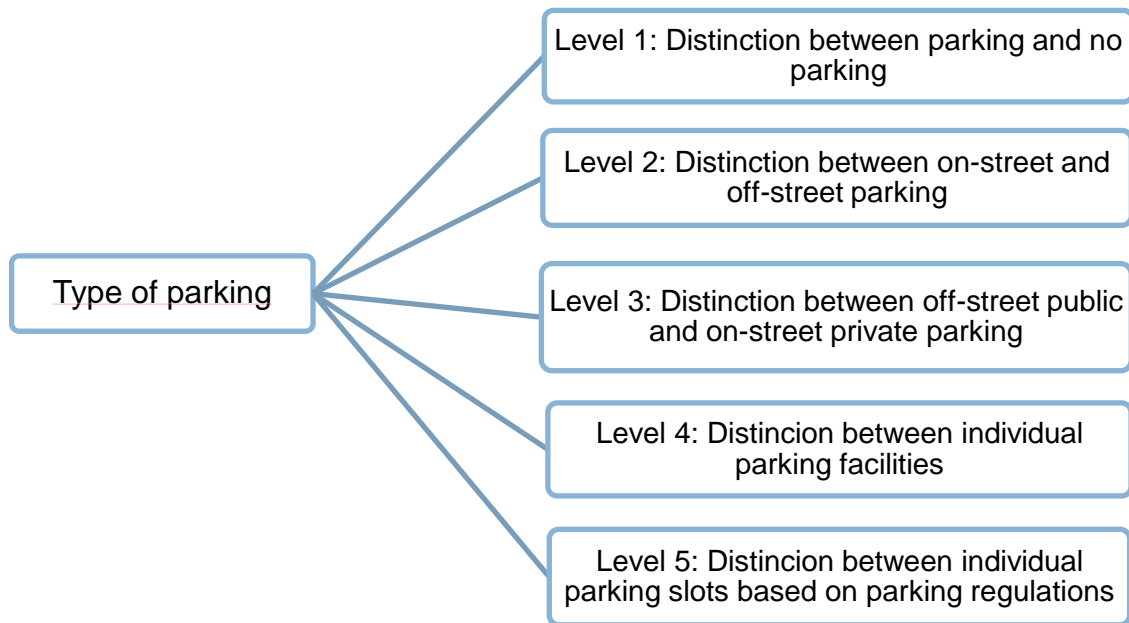 Level 1: Distinction between parking and no
parking
Level 2: Distinction between on-street and
off-street parking
Type of parking
Level 3: Distinction between off-street public
and on-street private parking
Level 4: Distincion between individual
parking facilities
Level 5: Distincion between individual
parking slots based on parking regulations